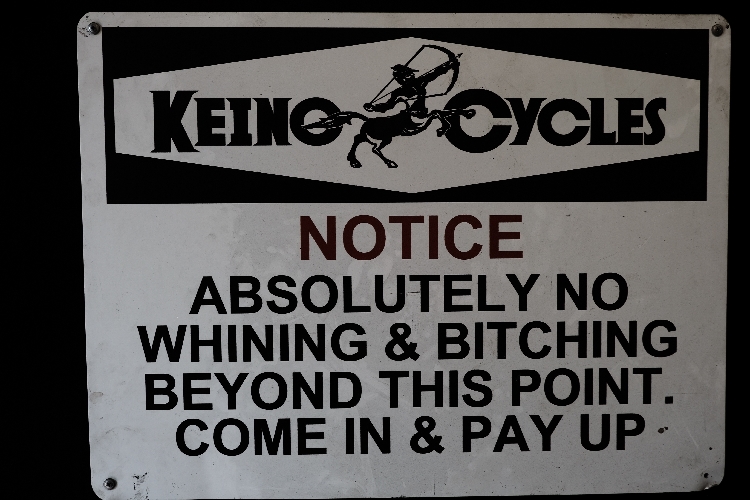 KEINO CYCLES
NOTICE
ABSOLUTELY NO
WHINING & BITCHING
BEYOND THIS POINT.
COME IN & PAY UP